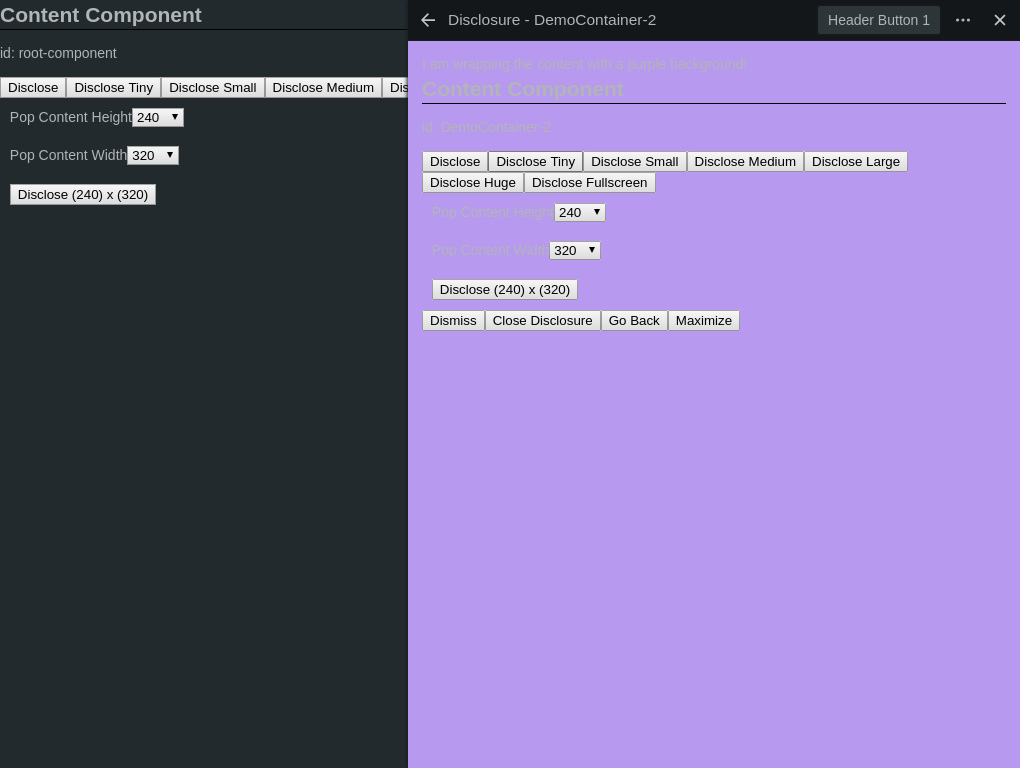 Content Component
id: root-component
Disclose Disclose Tiny Disclose Small Disclose Medium Dis
Pop Content Height 240
Pop Content Width 320
Disclose (240) x (320)
Disclosure - DemoContainer-2 Header Button 1
I am wrapping the content with a purple background!
Content Component
id: DemoContainer-2
Disclose Disclose Tiny Disclose Small Disclose Medium Disclose Large
Disclose Huge Disclose Fullscreen
Pop Content Height 240
Pop Content Width 320
Disclose (240) x (320)
Dismiss Close Disclosure Go Back Maximize